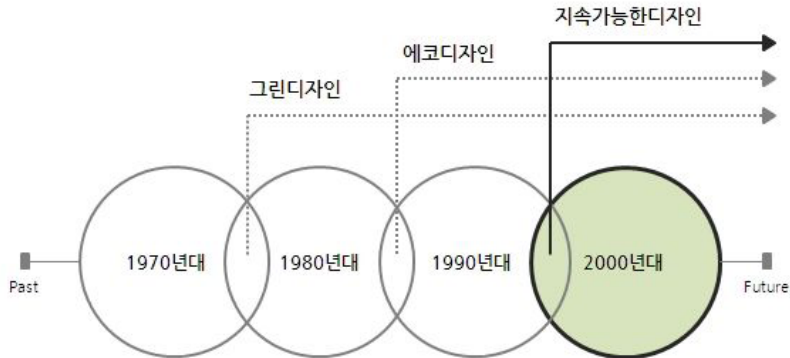 지속가능한디자인
에코디자인
그린디자인
1970년대
1980년대
1990년대
2000년대
Past
Future